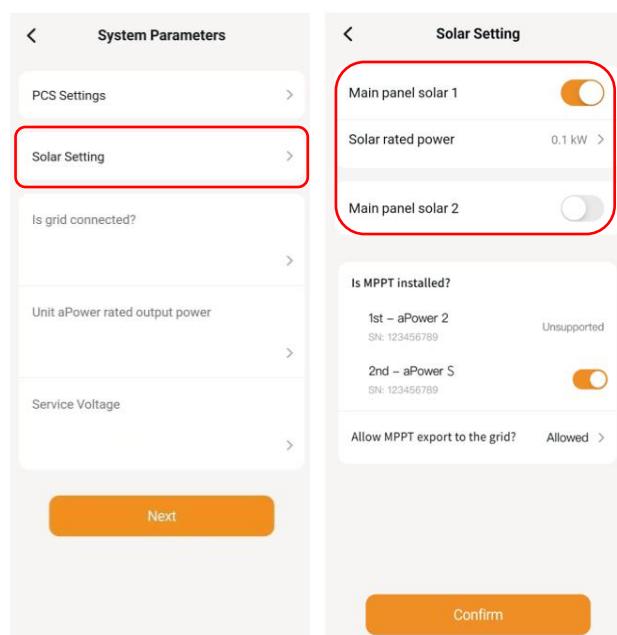 System Parameters
PCS Settings
Solar Setting
Is grid connected?
Unit aPower rated output power
Service Voltage
Next
Solar Setting
Main panel solar 1
Solar rated power 0.1 kW
Main panel solar 2
Is MPPT installed?
1st – aPower 2
SN: 123456789
Unsupported
2nd – aPower S
SN: 123456789
Allow MPPT export to the grid? Allowed
Confirm